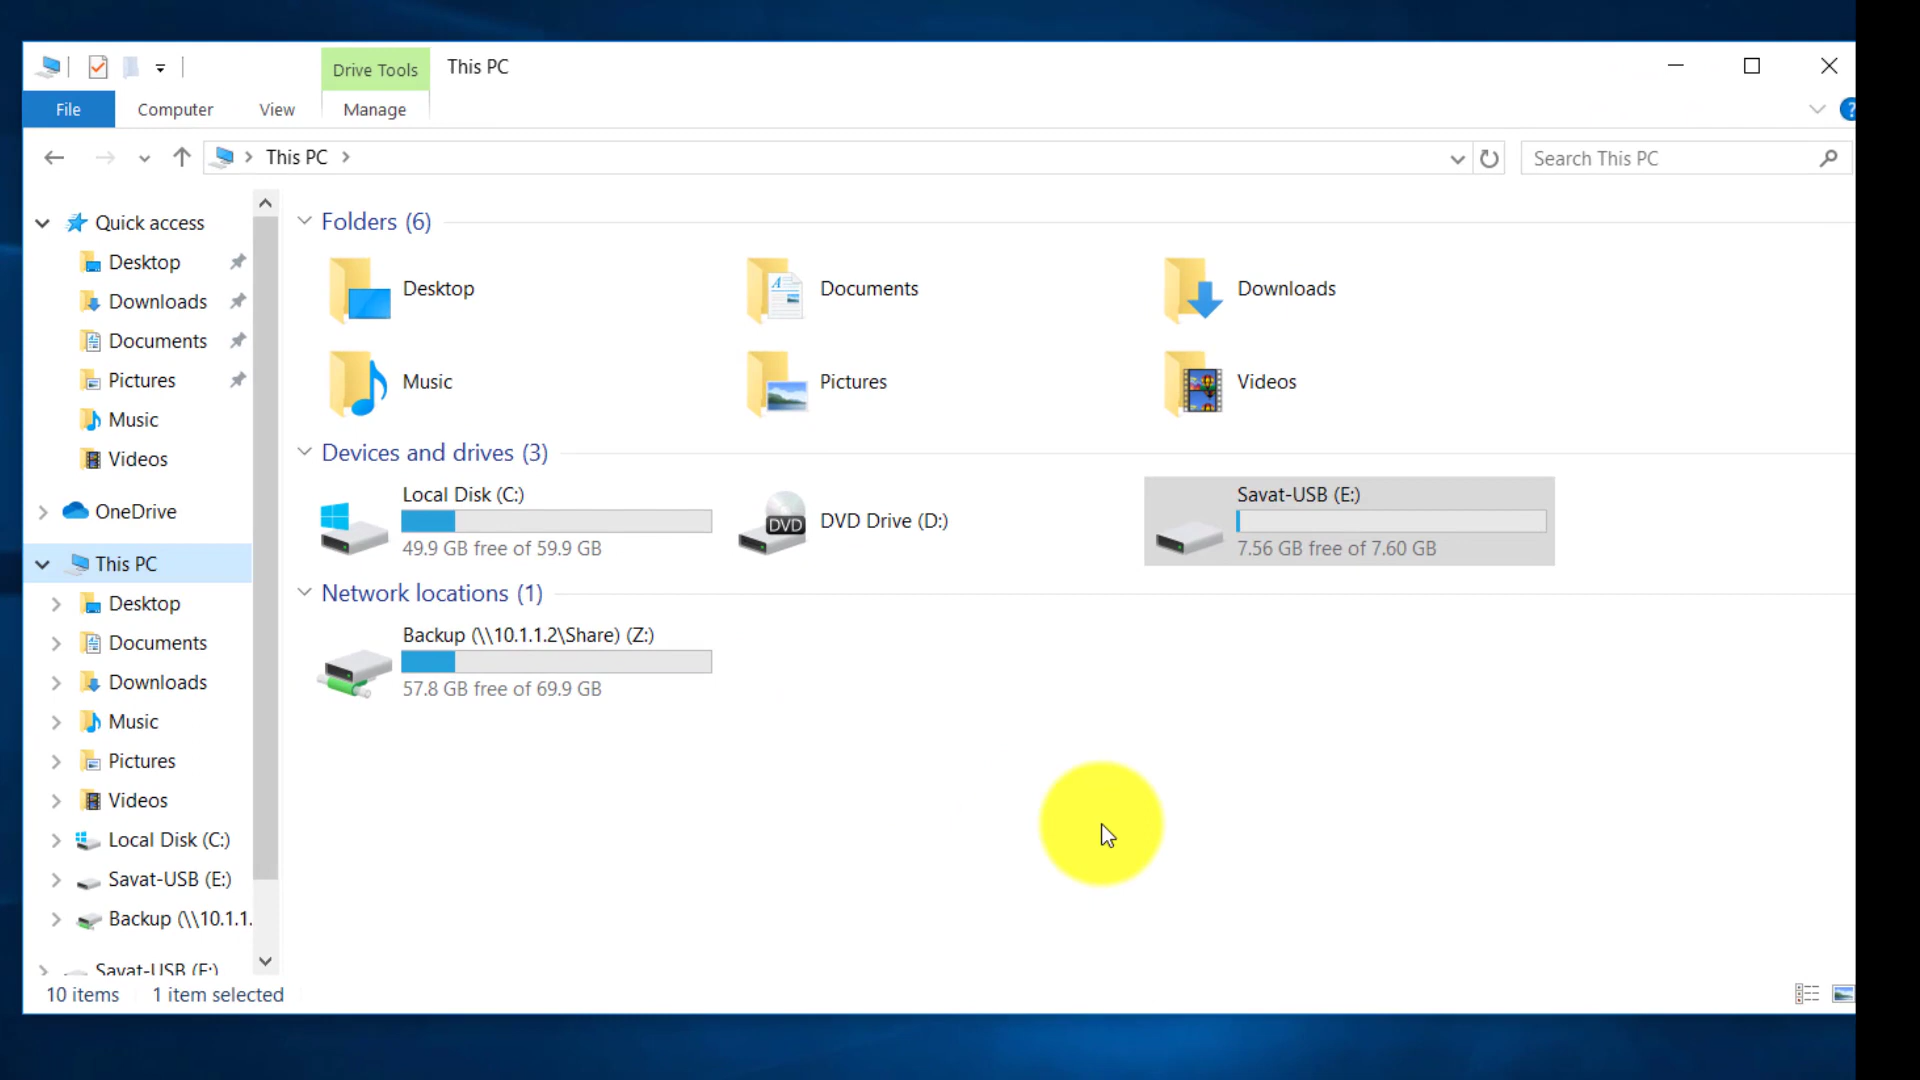 Drive Tools This PC
File Computer View Manage ?
This PC Search This PC
Quick access
Desktop
Downloads
Documents
Pictures
Music
Videos
OneDrive
This PC
Desktop
Documents
Downloads
Music
Pictures
Videos
Local Disk (C:)
Savat-USB (E:)
Backup (\\10.1.1.
Savat-USB (E:)
Folders (6)
Desktop Documents Downloads
Music Pictures Videos
Devices and drives (3)
Local Disk (C:)
49.9 GB free of 59.9 GB
DVD
DVD Drive (D:)
Savat-USB (E:)
7.56 GB free of 7.60 GB
Network locations (1)
Backup (\\10.1.1.2\Share) (Z:)
57.8 GB free of 69.9 GB
10 items 1 item selected